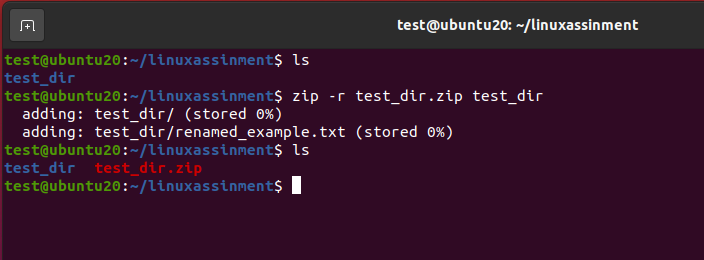 test@ubuntu20: ~/linuxassinment
test@ubuntu20:~/linuxassinment$ ls
test_dir
test@ubuntu20:~/linuxassinment$ zip -r test_dir.zip test_dir
  adding: test_dir/ (stored 0%)
  adding: test_dir/renamed_example.txt (stored 0%)
test@ubuntu20:~/linuxassinment$ ls
test_dir  test_dir.zip
test@ubuntu20:~/linuxassinment$